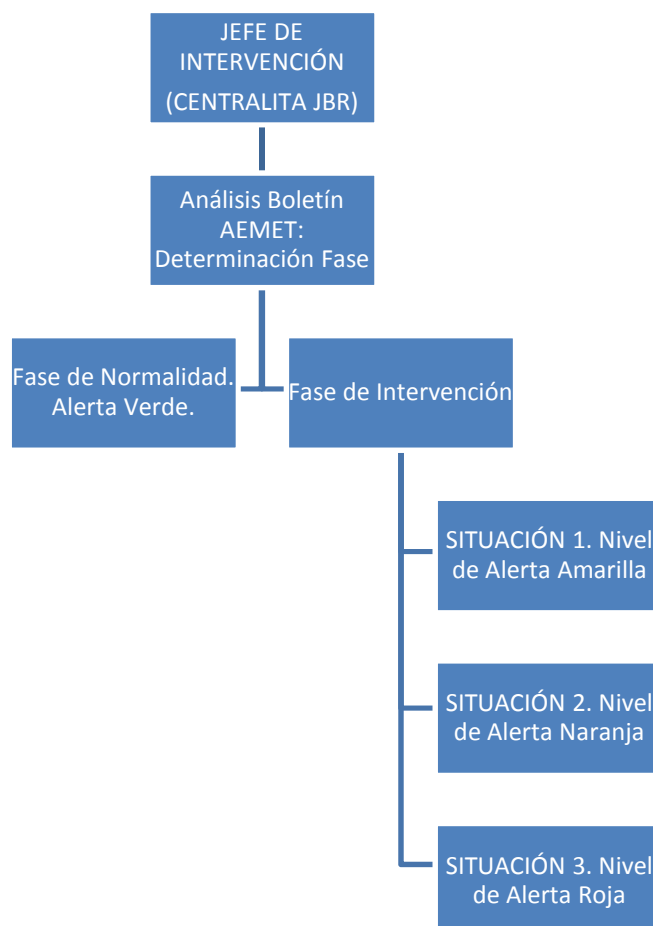 JEFE DE
INTERVENCIÓN
(CENTRALITA JBR)
Análisis Boletín
AEMET:
Determinación Fase
Fase de Normalidad.
Alerta Verde.
Fase de Intervención
SITUACIÓN 1. Nivel
de Alerta Amarilla
SITUACIÓN 2. Nivel
de Alerta Naranja
SITUACIÓN 3. Nivel
de Alerta Roja